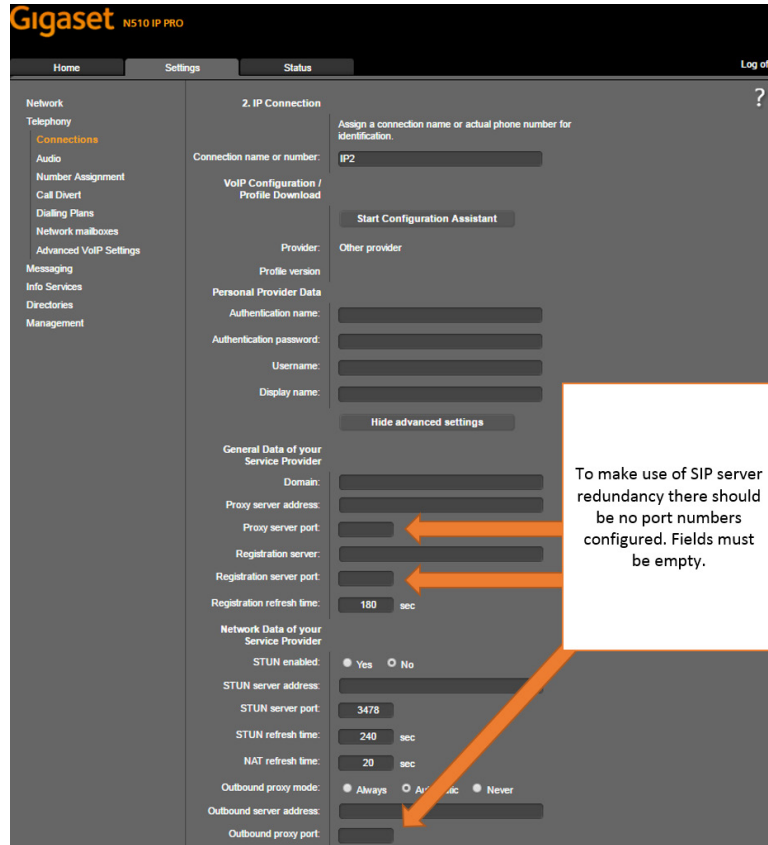 Gigaset N510 IP PRO
Home Settings Status Log of
?
Network
Telephony
Connections
Audio
Number Assignment
Call Divert
Dialling Plans
Network mailboxes
Advanced VoIP Settings
Messaging
Info Services
Directories
Management
2. IP Connection
Assign a connection name or actual phone number for
identification.
Connection name or number: IP2
VoIP Configuration /
Profile Download
Start Configuration Assistant
Provider: Other provider
Profile version
Personal Provider Data
Authentication name:
Authentication password:
Username:
Display name:
Hide advanced settings
General Data of your
Service Provider
Domain:
Proxy server address:
Proxy server port:
Registration server:
Registration server port:
Registration refresh time: 180 sec
Network Data of your
Service Provider
STUN enabled: Yes No
STUN server address:
STUN server port: 3478
STUN refresh time: 240 sec
NAT refresh time: 20 sec
Outbound proxy mode: Always Never
Outbound server address:
Outbound proxy port:
To make use of SIP server
redundancy there should
be no port numbers
configured. Fields must
be empty.